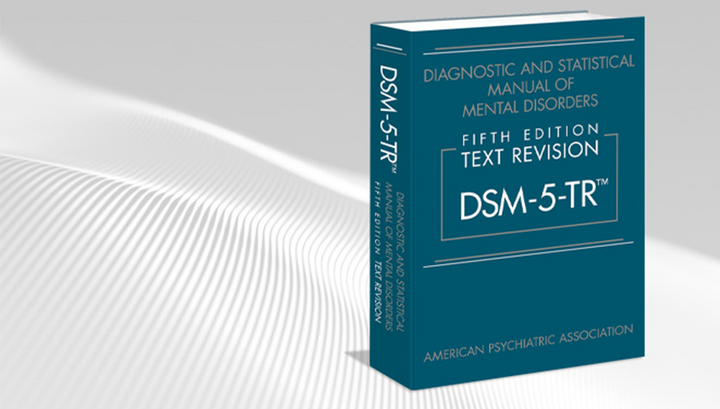 DSM-5-TR™
DIAGNOSTIC AND STATISTICAL
MANUAL OF MENTAL DISORDERS
FIFTH EDITION TEXT REVISION
DIAGNOSTIC AND STATISTICAL
MANUAL OF
MENTAL DISORDERS
FIFTH EDITION
TEXT REVISION
DSM-5-TR™
AMERICAN PSYCHIATRIC ASSOCIATION